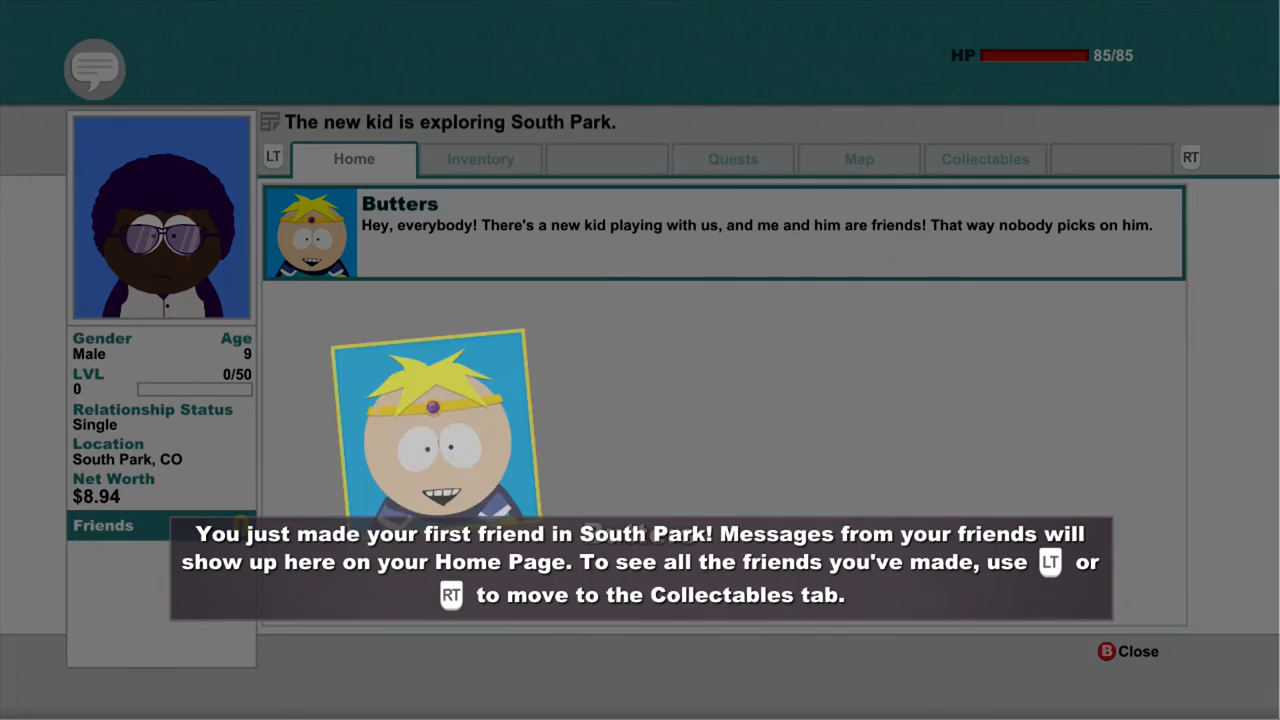 HP 85/85
The new kid is exploring South Park.
LT Home Inventory Quests Map Collectables RT
Butters
Hey, everybody! There's a new kid playing with us, and me and him are friends! That way nobody picks on him.
Gender Age
Male 9
LVL 0/50
0
Relationship Status
Single
Location
South Park, CO
Net Worth
$8.94
Friends
Butters
You just made your first friend in South Park! Messages from your friends will
show up here on your Home Page. To see all the friends you've made, use LT or
RT to move to the Collectables tab.
B Close